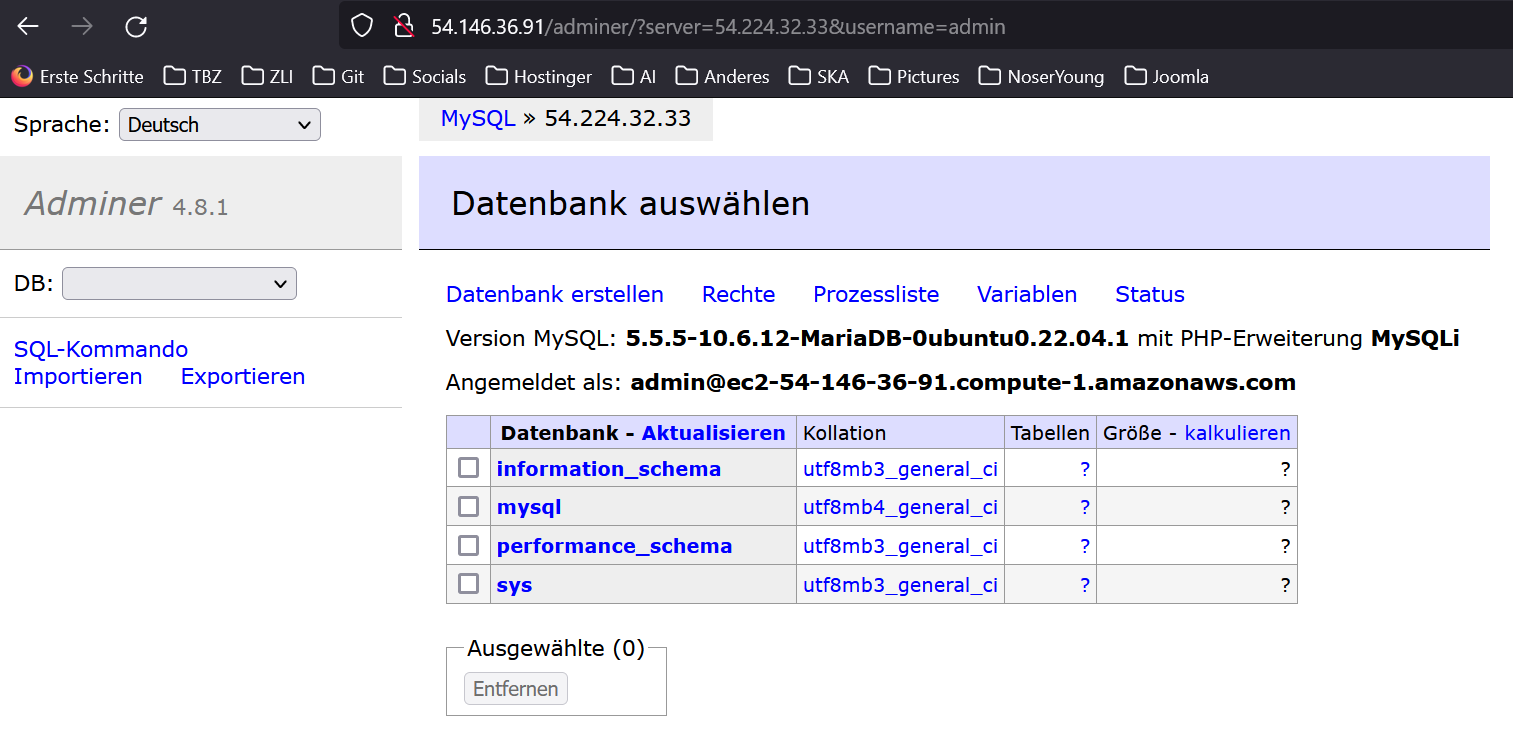 54.146.36.91/adminer/?server=54.224.32.33&username=admin
Erste Schritte TBZ ZLI Git Socials Hostinger AI Anderes SKA Pictures NoserYoung Joomla
Sprache: Deutsch
MySQL » 54.224.32.33
Adminer 4.8.1
Datenbank auswählen
DB:
SQL-Kommando
Importieren Exportieren
Datenbank erstellen Rechte Prozessliste Variablen Status
Version MySQL: 5.5.5-10.6.12-MariaDB-0ubuntu0.22.04.1 mit PHP-Erweiterung MySQLi
Angemeldet als: admin@ec2-54-146-36-91.compute-1.amazonaws.com
Datenbank - Aktualisieren Kollation Tabellen Größe - kalkulieren
information_schema utf8mb3_general_ci ? ?
mysql utf8mb4_general_ci ? ?
performance_schema utf8mb3_general_ci ? ?
sys utf8mb3_general_ci ? ?
Ausgewählte (0)
Entfernen